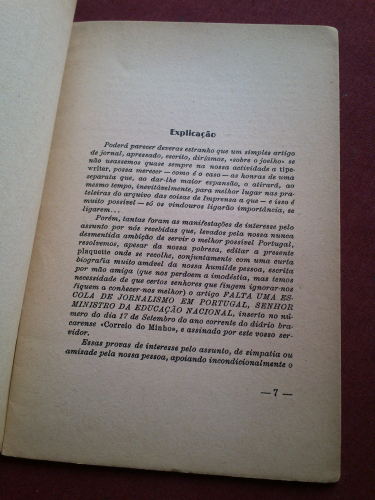 Explicação
Poderá parecer deveras estranho que um simples artigo
de jornal, apressado, escrito, diríamos, «sobre o joelho» se
não usassemos quase sempre na nossa actividade a tipe-
writer, possa merecer — como é o caso — as honras de uma
separata que, ao dar-lhe maior expansão, o atirará, ao
mesmo tempo, inevitàvelmente, para melhor lugar nas pra-
teleiras do arquivo das coisas de Imprensa a que — e isso é
muito possível — só os vindouros ligarão importância, se
ligarem...
Porém, tantas foram as manifestações de interesse pelo
assunto por nós recebidas que, levados pela nossa nunca
desmentida ambição de servir o melhor possível Portugal,
resolvemos, apesar da nossa pobreza, editar a presente
plaquette onde se recolhe, conjuntamente com uma curta
biografia muito amável da nossa humilde pessoa, escrita
por mão amiga (que nos perdoem a imodéstia, mas temos
necessidade de que certos senhores que fingem ignorar-nos
fiquem a conhecer-nos melhor) o artigo FALTA UMA ES-
COLA DE JORNALISMO EM PORTUGAL, SENHOR
MINISTRO DA EDUCAÇÃO NACIONAL, inserto no nú-
mero do dia 17 de Setembro do ano corrente do diário bra-
carense «Correio do Minho», e assinado por este vosso ser-
vidor.
Essas provas de interesse pelo assunto, de simpatia ou
amizade pela nossa pessoa, apoiando incondicionalmente o
— 7 —